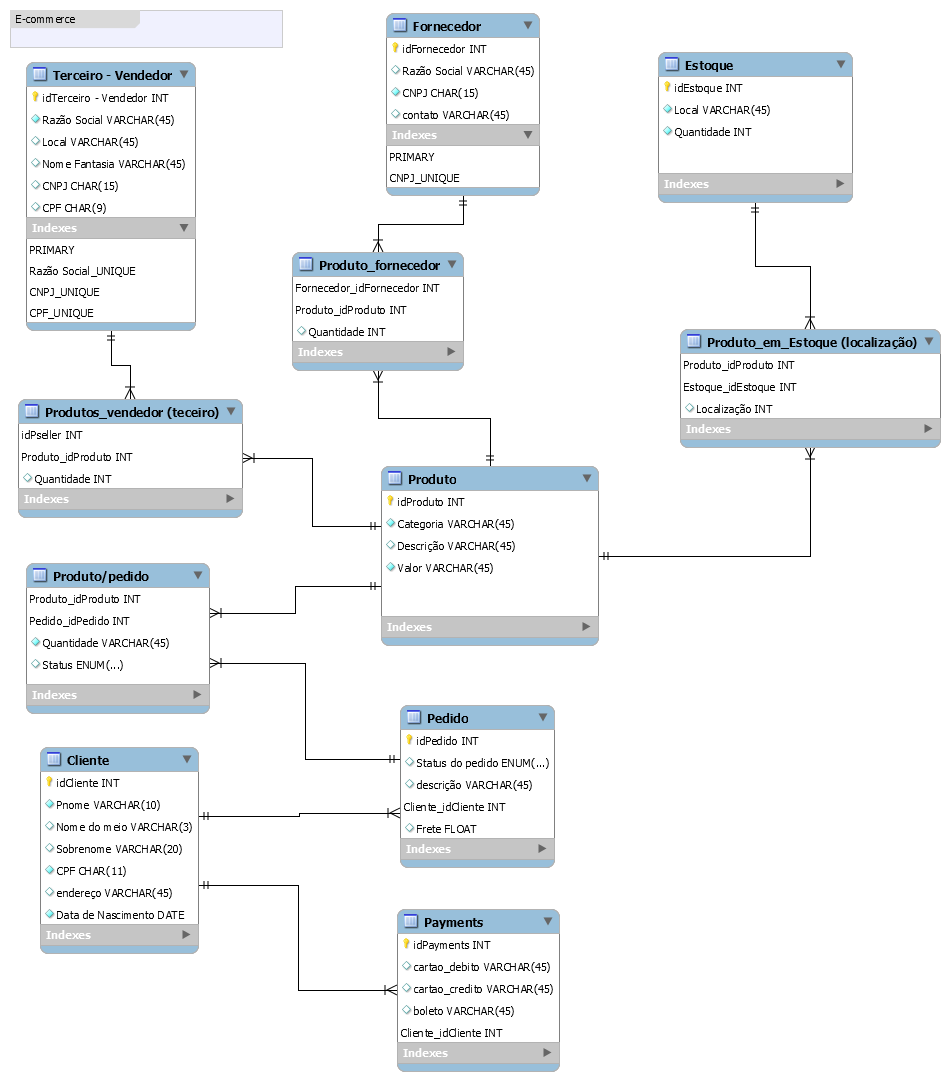 E-commerce
Terceiro - Vendedor
idTerceiro - Vendedor INT
Razão Social VARCHAR(45)
Local VARCHAR(45)
Nome Fantasia VARCHAR(45)
CNPJ CHAR(15)
CPF CHAR(9)
Indexes
PRIMARY
Razão Social_UNIQUE
CNPJ_UNIQUE
CPF_UNIQUE
Fornecedor
idFornecedor INT
Razão Social VARCHAR(45)
CNPJ CHAR(15)
contato VARCHAR(45)
Indexes
PRIMARY
CNPJ_UNIQUE
Estoque
idEstoque INT
Local VARCHAR(45)
Quantidade INT
Indexes
Produto_fornecedor
Fornecedor_idFornecedor INT
Produto_idProduto INT
Quantidade INT
Indexes
Produto_em_Estoque (localização)
Produto_idProduto INT
Estoque_idEstoque INT
Localização INT
Indexes
Produtos_vendedor (teceiro)
idPseller INT
Produto_idProduto INT
Quantidade INT
Indexes
Produto
idProduto INT
Categoria VARCHAR(45)
Descrição VARCHAR(45)
Valor VARCHAR(45)
Indexes
Produto/pedido
Produto_idProduto INT
Pedido_idPedido INT
Quantidade VARCHAR(45)
Status ENUM(...)
Indexes
Pedido
idPedido INT
Status do pedido ENUM(...)
descrição VARCHAR(45)
Cliente_idCliente INT
Frete FLOAT
Indexes
Cliente
idCliente INT
Pnome VARCHAR(10)
Nome do meio VARCHAR(3)
Sobrenome VARCHAR(20)
CPF CHAR(11)
endereço VARCHAR(45)
Data de Nascimento DATE
Indexes
Payments
idPayments INT
cartao_debito VARCHAR(45)
cartao_credito VARCHAR(45)
boleto VARCHAR(45)
Cliente_idCliente INT
Indexes